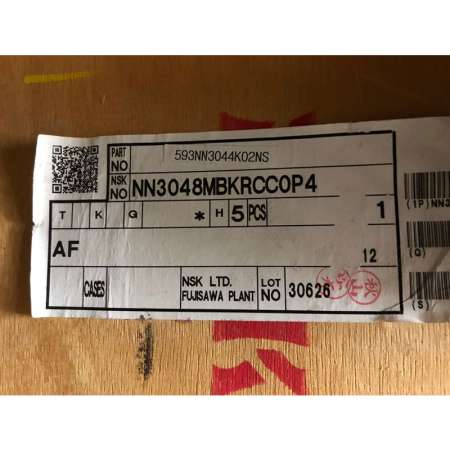 PART NO 593NN3044K02NS
NSK NO NN3048MBKRCC0P4
T K G * H 5 PCS 1
AF 12
CASES NSK LTD. FUJISAWA PLANT LOT NO 30626
(1P)NN3
(Q)
(S)